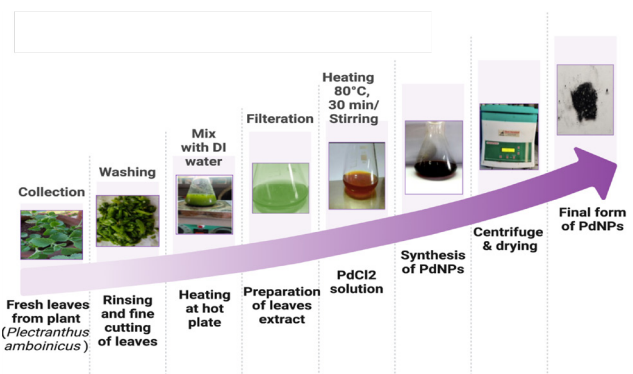 Collection
Fresh leaves
from plant
(Plectranthus
amboinicus )
Washing
Rinsing
and fine
cutting
of leaves
Mix
with DI
water
Heating
at hot
plate
Filteration
Preparation
of leaves
extract
Heating
80°C,
30 min/
Stirring
PdCl2
solution
Synthesis
of PdNPs
Centrifuge
& drying
Final form
of PdNPs